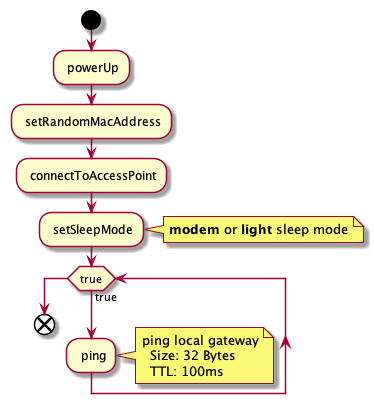 powerUp
setRandomMacAddress
connectToAccessPoint
setSleepMode
modem or light sleep mode
true
true
ping
ping local gateway
Size: 32 Bytes
TTL: 100ms